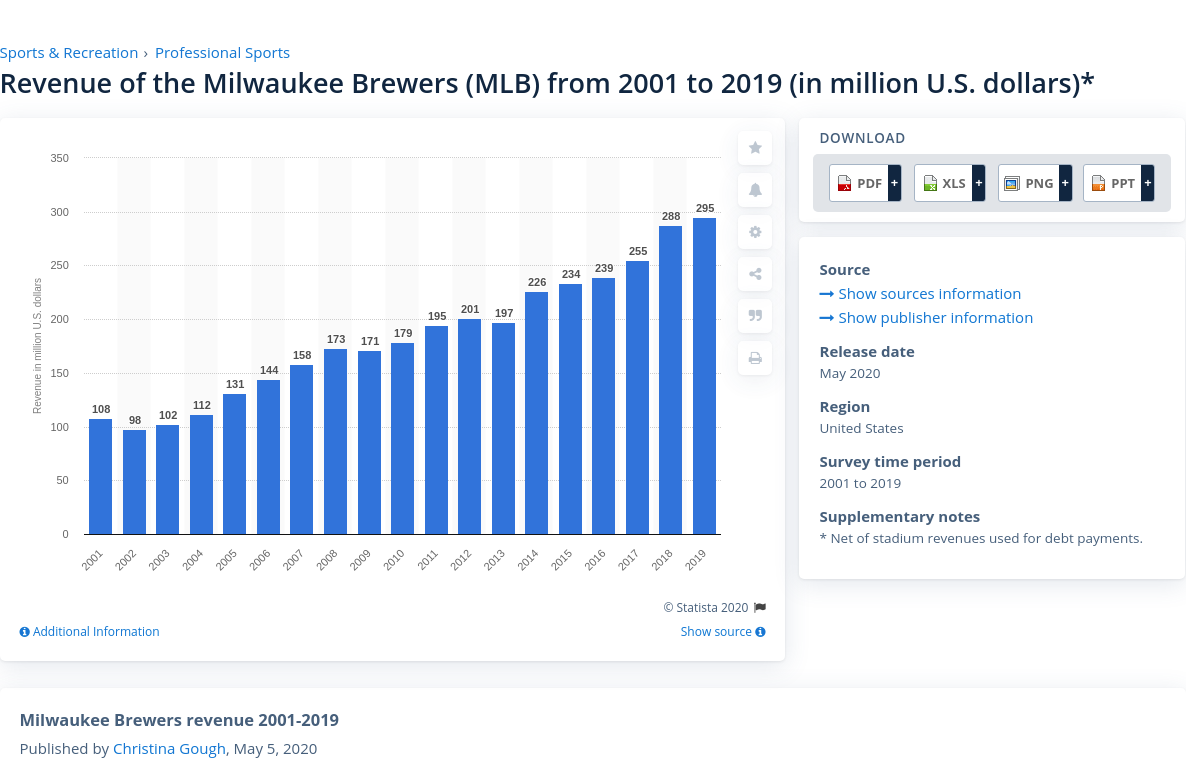 Sports & Recreation › Professional Sports
Revenue of the Milwaukee Brewers (MLB) from 2001 to 2019 (in million U.S. dollars)*
Revenue in million U.S. dollars
350
300
250
200
150
100
50
0
108
98
102
112
131
144
158
173
171
179
195
201
197
226
234
239
255
288
295
2001
2002
2003
2004
2005
2006
2007
2008
2009
2010
2011
2012
2013
2014
2015
2016
2017
2018
2019
© Statista 2020
Additional Information
Show source
DOWNLOAD
PDF +
XLS +
PNG +
PPT +
Source
Show sources information
Show publisher information
Release date
May 2020
Region
United States
Survey time period
2001 to 2019
Supplementary notes
* Net of stadium revenues used for debt payments.
Milwaukee Brewers revenue 2001-2019
Published by Christina Gough, May 5, 2020